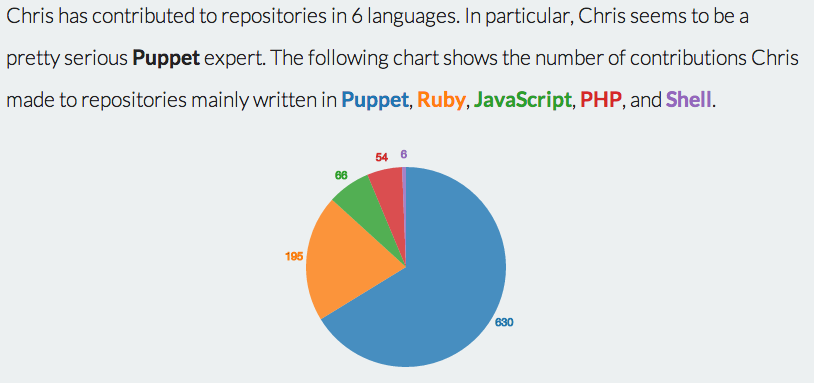 Chris has contributed to repositories in 6 languages. In particular, Chris seems to be a
pretty serious Puppet expert. The following chart shows the number of contributions Chris
made to repositories mainly written in Puppet, Ruby, JavaScript, PHP, and Shell.
54 6
66
195
630